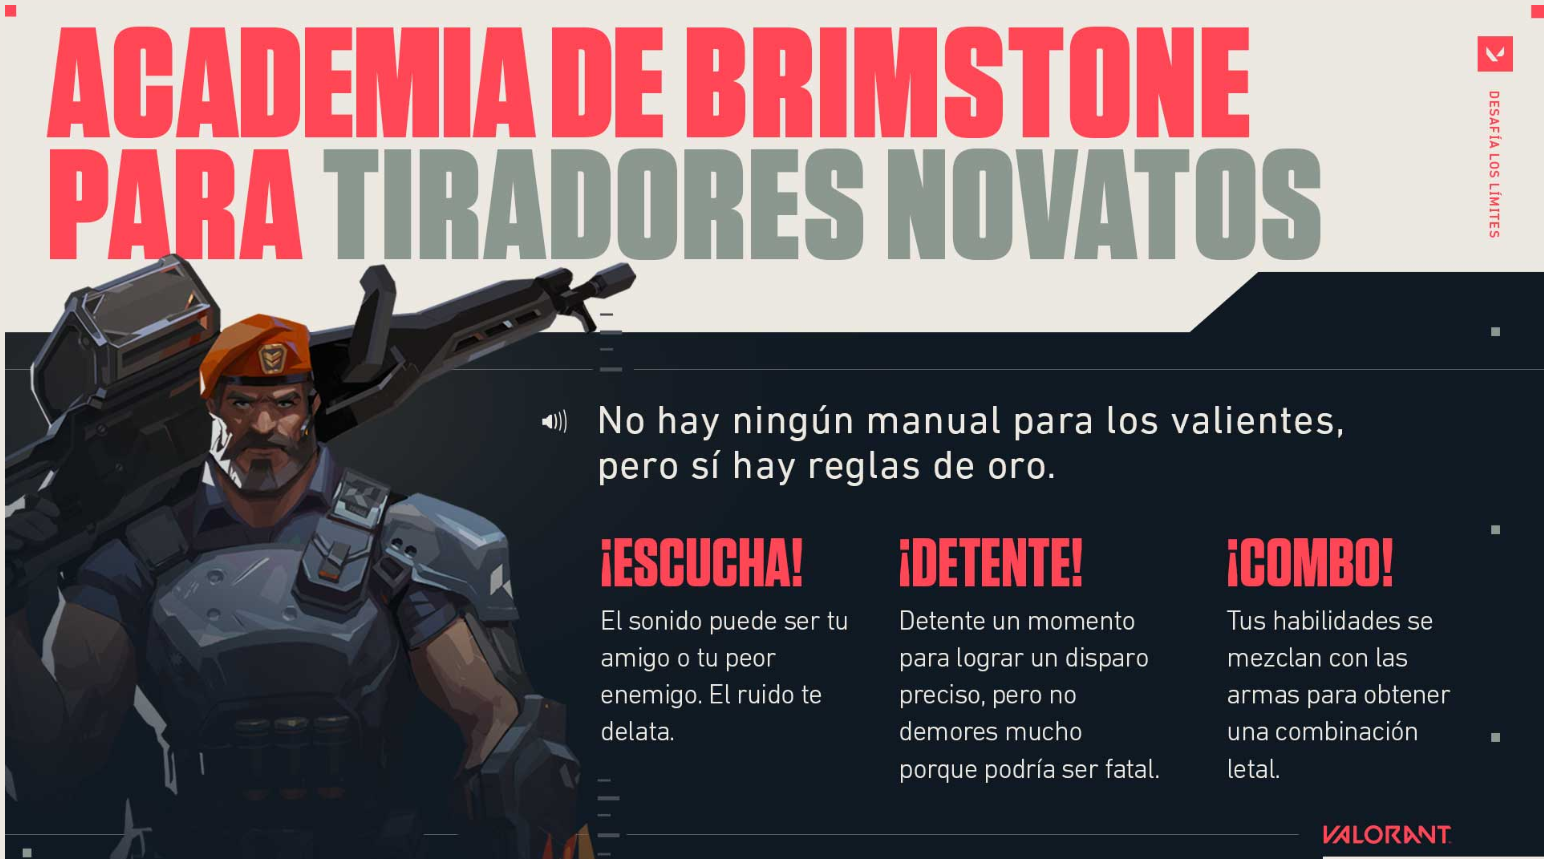 ACADEMIA DE BRIMSTONE
PARA TIRADORES NOVATOS
DESAFÍA LOS LÍMITES
No hay ningún manual para los valientes,
pero sí hay reglas de oro.
¡ESCUCHA!
El sonido puede ser tu
amigo o tu peor
enemigo. El ruido te
delata.
¡DETENTE!
Detente un momento
para lograr un disparo
preciso, pero no
demores mucho
porque podría ser fatal.
¡COMBO!
Tus habilidades se
mezclan con las
armas para obtener
una combinación
letal.
VALORANT